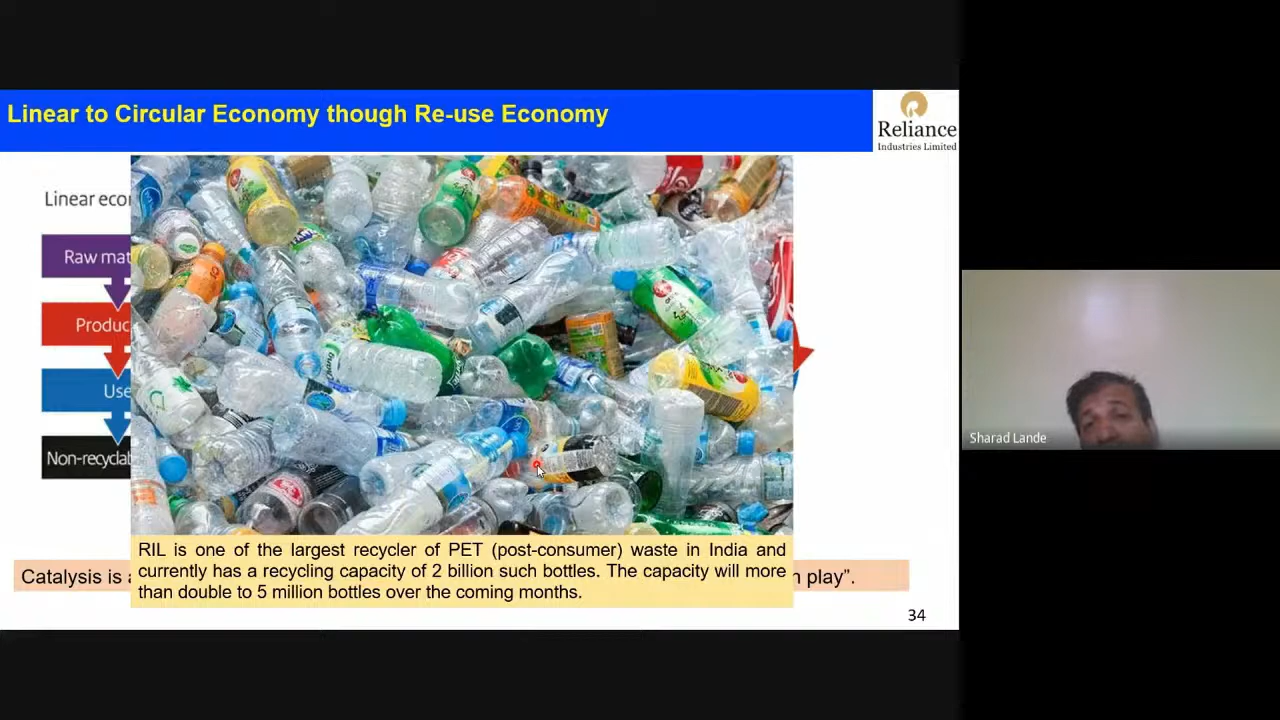 Linear to Circular Economy though Re-use Economy
Reliance
Industries Limited
Linear eco
Raw mat
Produc
Use
Non-recyclab
RIL is one of the largest recycler of PET (post-consumer) waste in India and
currently has a recycling capacity of 2 billion such bottles. The capacity will more
than double to 5 million bottles over the coming months.
Catalysis is a
n play”.
34
Sharad Lande